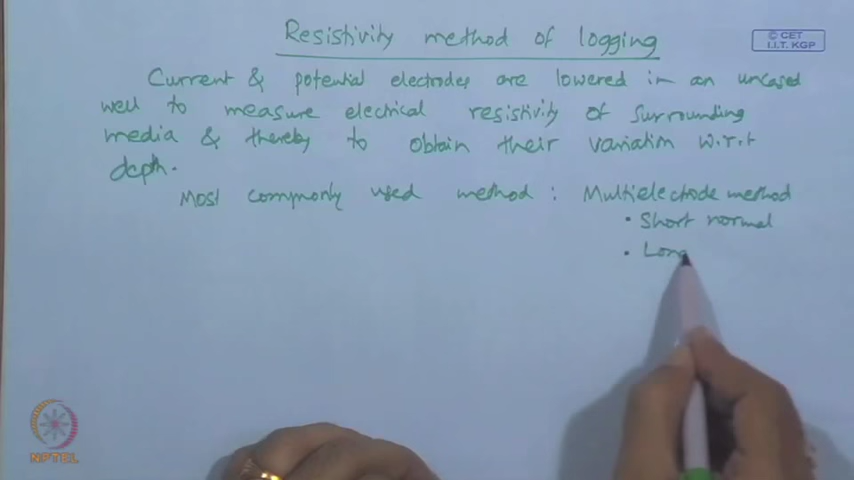 Resistivity method of logging
© CET
I.I.T. KGP
Current & potential electrodes are lowered in an uncased
well to measure electrical resistivity of surrounding
media & thereby to obtain their variation w.r.t
depth.
Most commonly used method : Multielectrode method
• Short normal
• Long
NPTEL